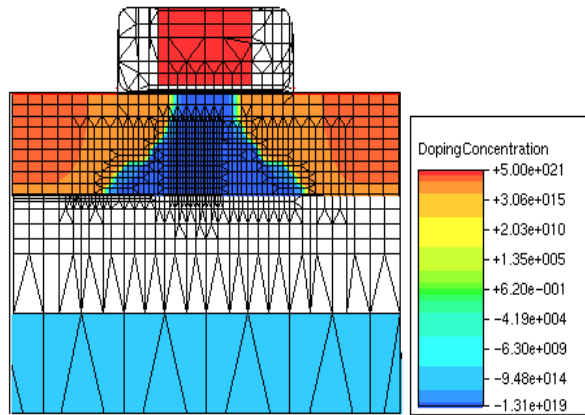 DopingConcentration
+5.00e+021
+3.06e+015
+2.03e+010
+1.35e+005
+6.20e-001
-4.19e+004
-6.30e+009
-9.48e+014
-1.31e+019